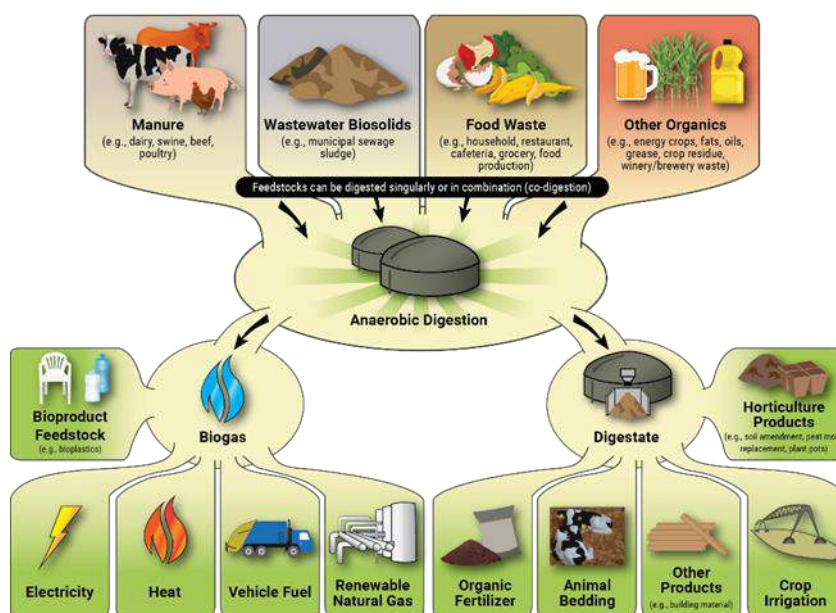 Manure
(e.g., dairy, swine, beef,
poultry)
Wastewater Biosolids
(e.g., municipal sewage
sludge)
Food Waste
(e.g., household, restaurant,
cafeteria, grocery, food
production)
Other Organics
(e.g., energy crops, fats, oils,
grease, crop residue,
winery/brewery waste)
Feedstocks can be digested singularly or in combination (co-digestion)
Anaerobic Digestion
Bioproduct
Feedstock
(e.g., bioplastics)
Biogas
Digestate
Horticulture
Products
(e.g., soil amendment, peat mo
replacement, plant pots)
Electricity
Heat
Vehicle Fuel
Renewable
Natural Gas
Organic
Fertilizer
Animal
Bedding
Other
Products
(e.g., building material)
Crop
Irrigation